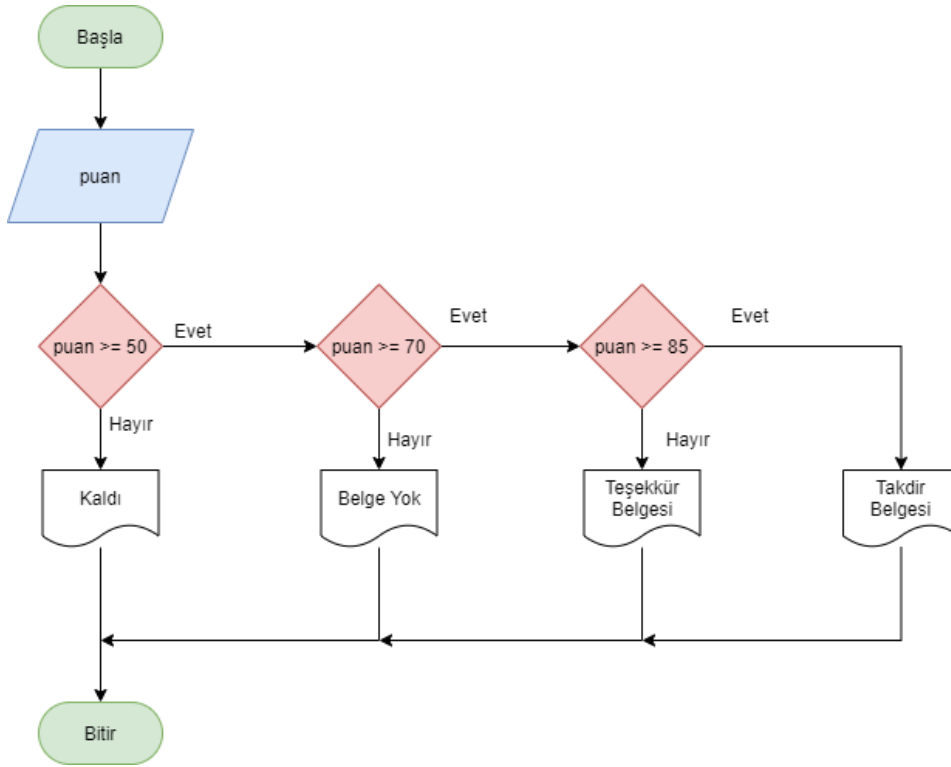 Başla
puan
puan >= 50
Evet
puan >= 70
Evet
puan >= 85
Evet
Hayır
Hayır
Hayır
Kaldı
Belge Yok
Teşekkür
Belgesi
Takdir
Belgesi
Bitir